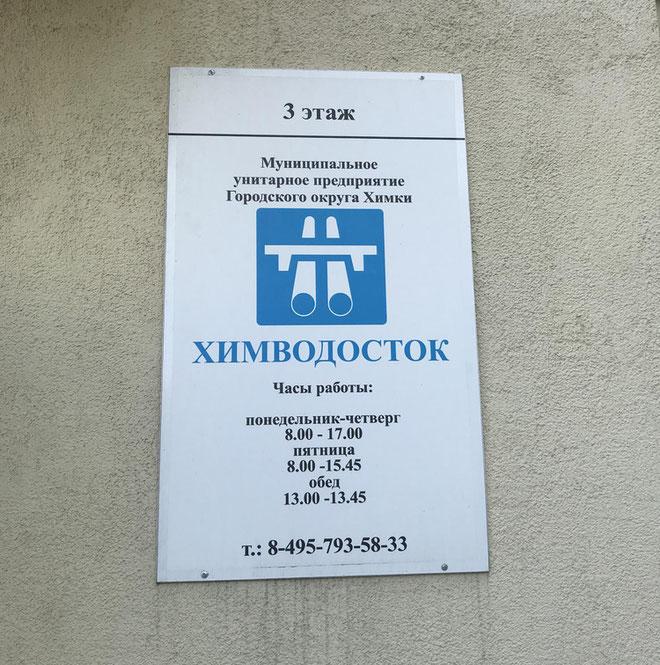 3 этаж
Муниципальное
унитарное предприятие
Городского округа Химки
ХИМВОДОСТОК
Часы работы:
понедельник-четверг
8.00 - 17.00
пятница
8.00 -15.45
обед
13.00 -13.45
т.: 8-495-793-58-33